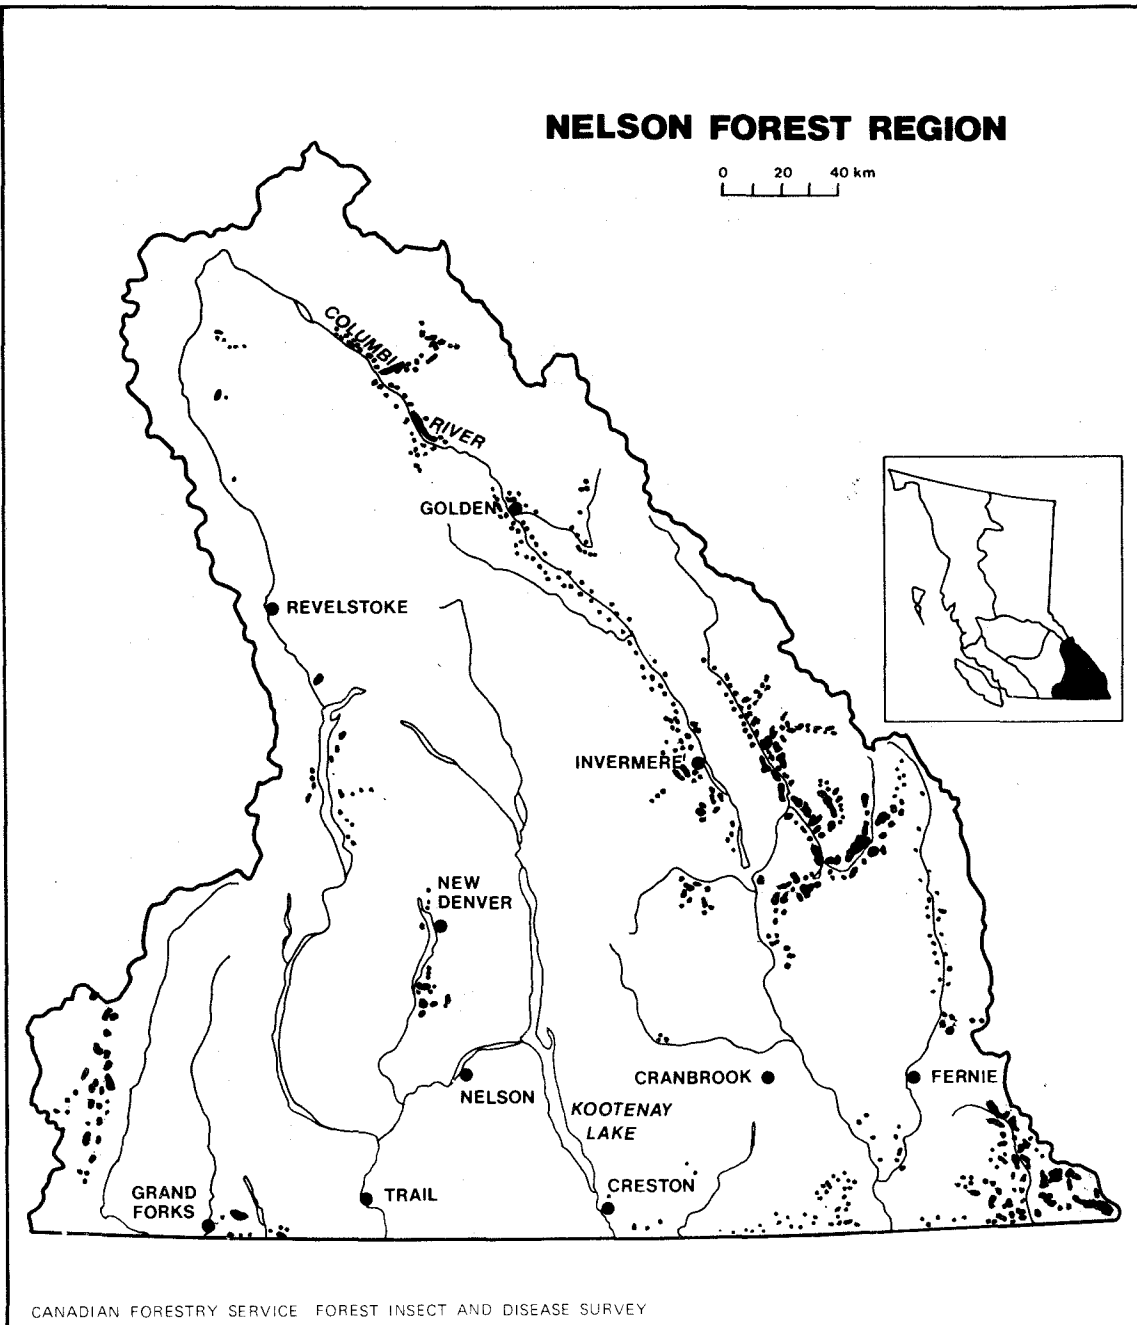 NELSON FOREST REGION
0 20 40 km
COLUMBIA
RIVER
GOLDEN
REVELSTOKE
INVERMERE
NEW
DENVER
CRANBROOK
FERNIE
NELSON
KOOTENAY
LAKE
GRAND
FORKS
TRAIL
CRESTON
CANADIAN FORESTRY SERVICE FOREST INSECT AND DISEASE SURVEY